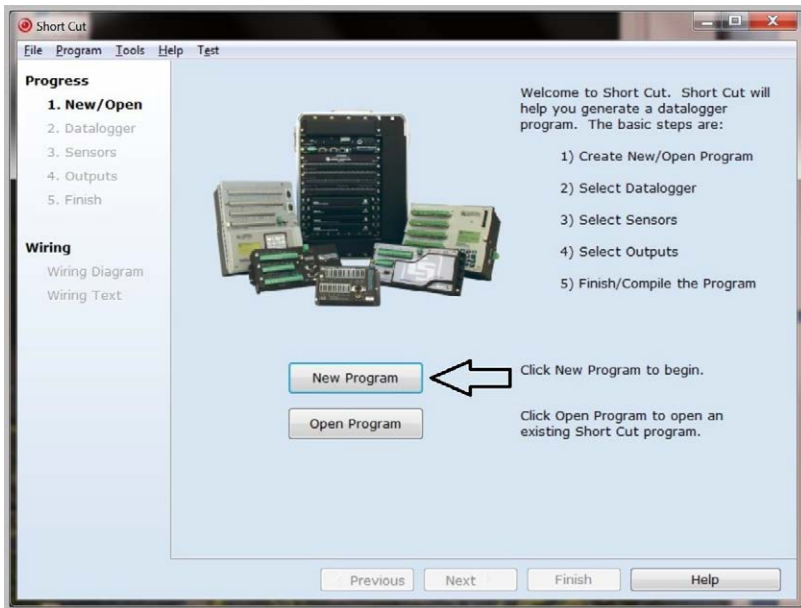 Short Cut
File Program Tools Help Test
Progress
1. New/Open
2. Datalogger
3. Sensors
4. Outputs
5. Finish
Wiring
Wiring Diagram
Wiring Text
Welcome to Short Cut. Short Cut will
help you generate a datalogger
program. The basic steps are:
1) Create New/Open Program
2) Select Datalogger
3) Select Sensors
4) Select Outputs
5) Finish/Compile the Program
New Program
Click New Program to begin.
Open Program
Click Open Program to open an
existing Short Cut program.
Previous Next Finish Help